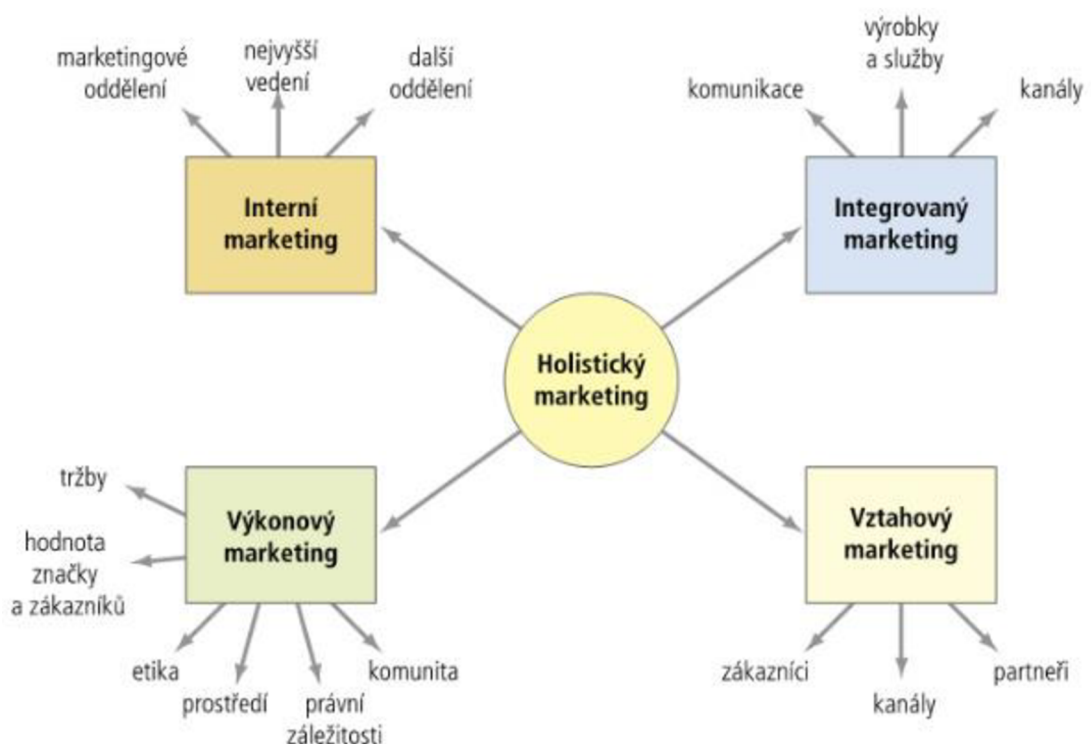 marketingové
oddělení
nejvyšší
vedení
další
oddělení
Interní
marketing
výrobky
a služby
komunikace
kanály
Integrovaný
marketing
Holistický
marketing
tržby
hodnota
značky
a zákazníků
Výkonový
marketing
etika
prostředí
právní
záležitosti
komunita
Vztahový
marketing
zákazníci
kanály
partneři